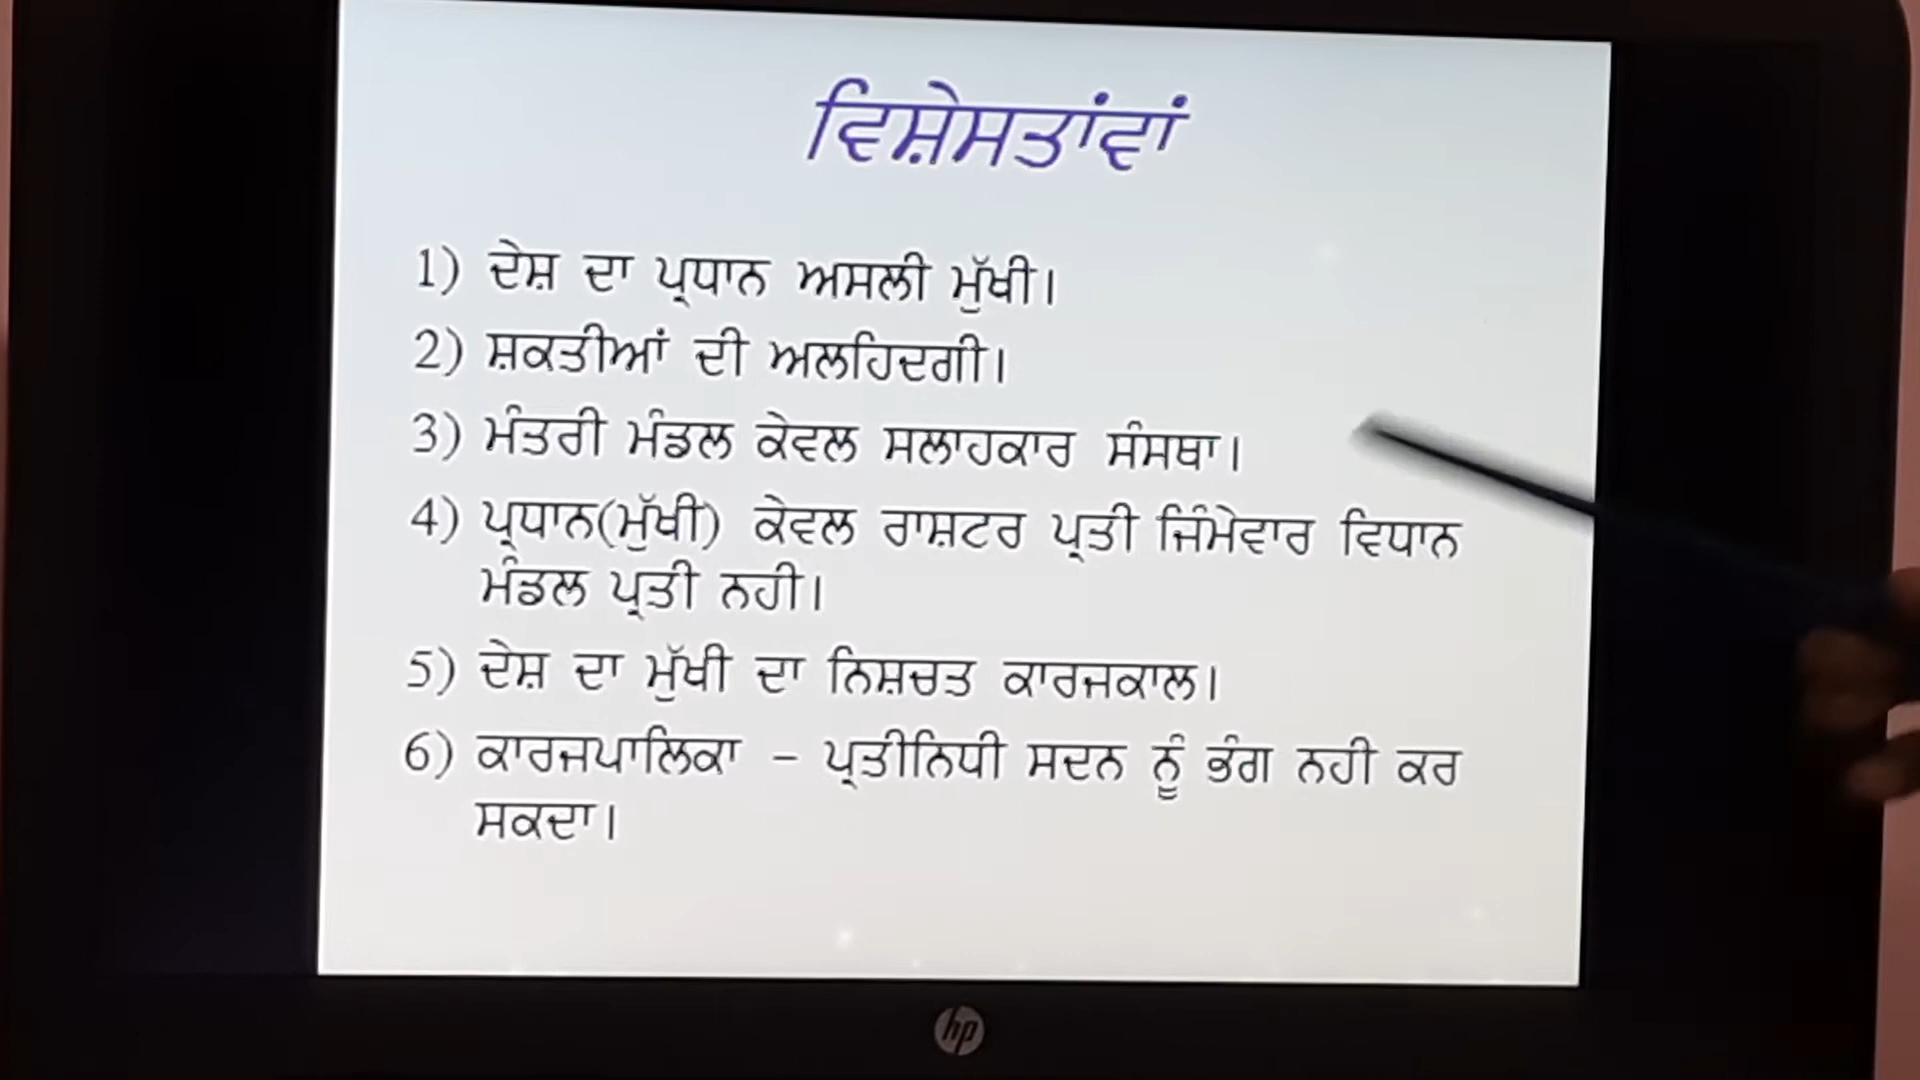 ਵਿਸ਼ੇਸਤਾਂਵਾਂ
1) ਦੇਸ਼ ਦਾ ਪ੍ਰਧਾਨ ਅਸਲੀ ਮੁੱਖੀ।
2) ਸ਼ਕਤੀਆਂ ਦੀ ਅਲਹਿਦਗੀ।
3) ਮੰਤਰੀ ਮੰਡਲ ਕੇਵਲ ਸਲਾਹਕਾਰ ਸੰਸਥਾ।
4) ਪ੍ਰਧਾਨ(ਮੁੱਖੀ) ਕੇਵਲ ਰਾਸ਼ਟਰ ਪ੍ਰਤੀ ਜਿੰਮੇਵਾਰ ਵਿਧਾਨ
ਮੰਡਲ ਪ੍ਰਤੀ ਨਹੀ।
5) ਦੇਸ਼ ਦਾ ਮੁੱਖੀ ਦਾ ਨਿਸ਼ਚਤ ਕਾਰਜਕਾਲ।
6) ਕਾਰਜਪਾਲਿਕਾ – ਪ੍ਰਤੀਨਿਧੀ ਸਦਨ ਨੂੰ ਭੰਗ ਨਹੀ ਕਰ
ਸਕਦਾ।
hp